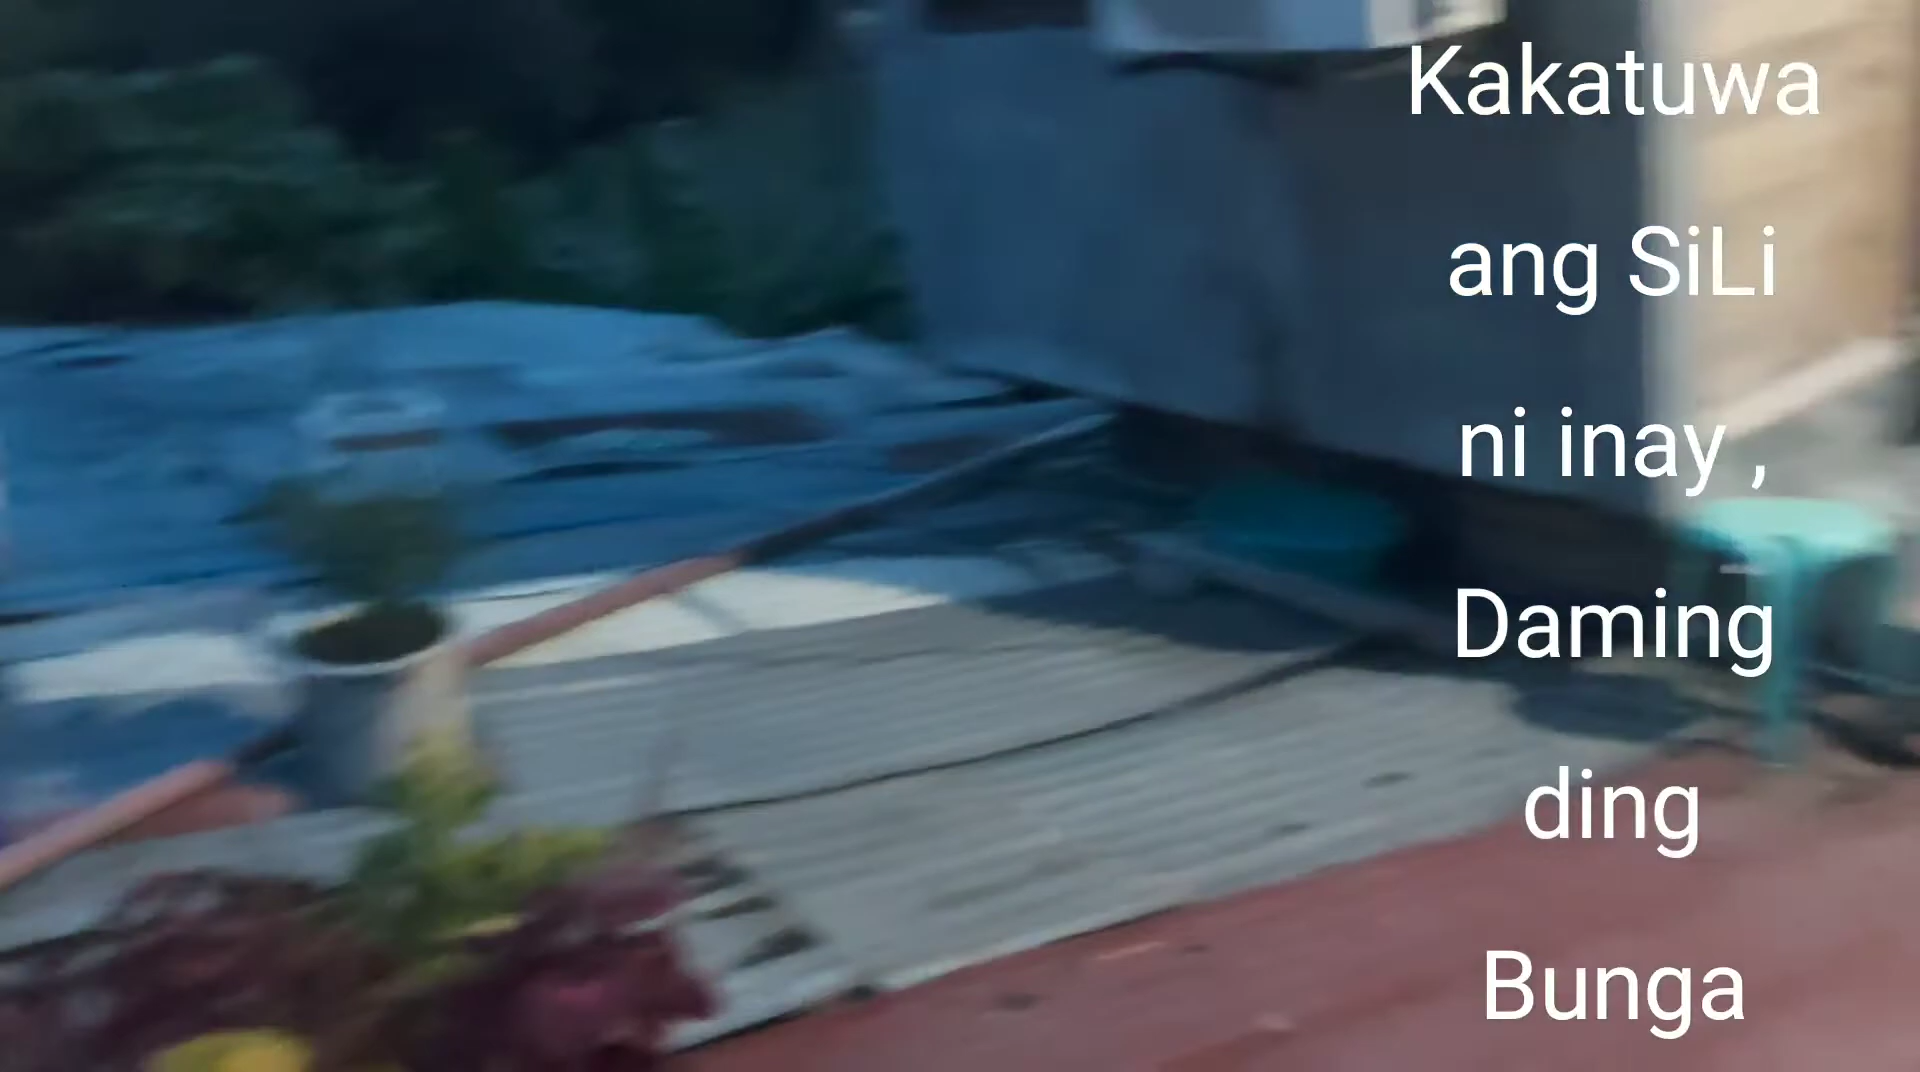 Kakatuwa
ang SiLi
ni inay ,
Daming
ding
Bunga